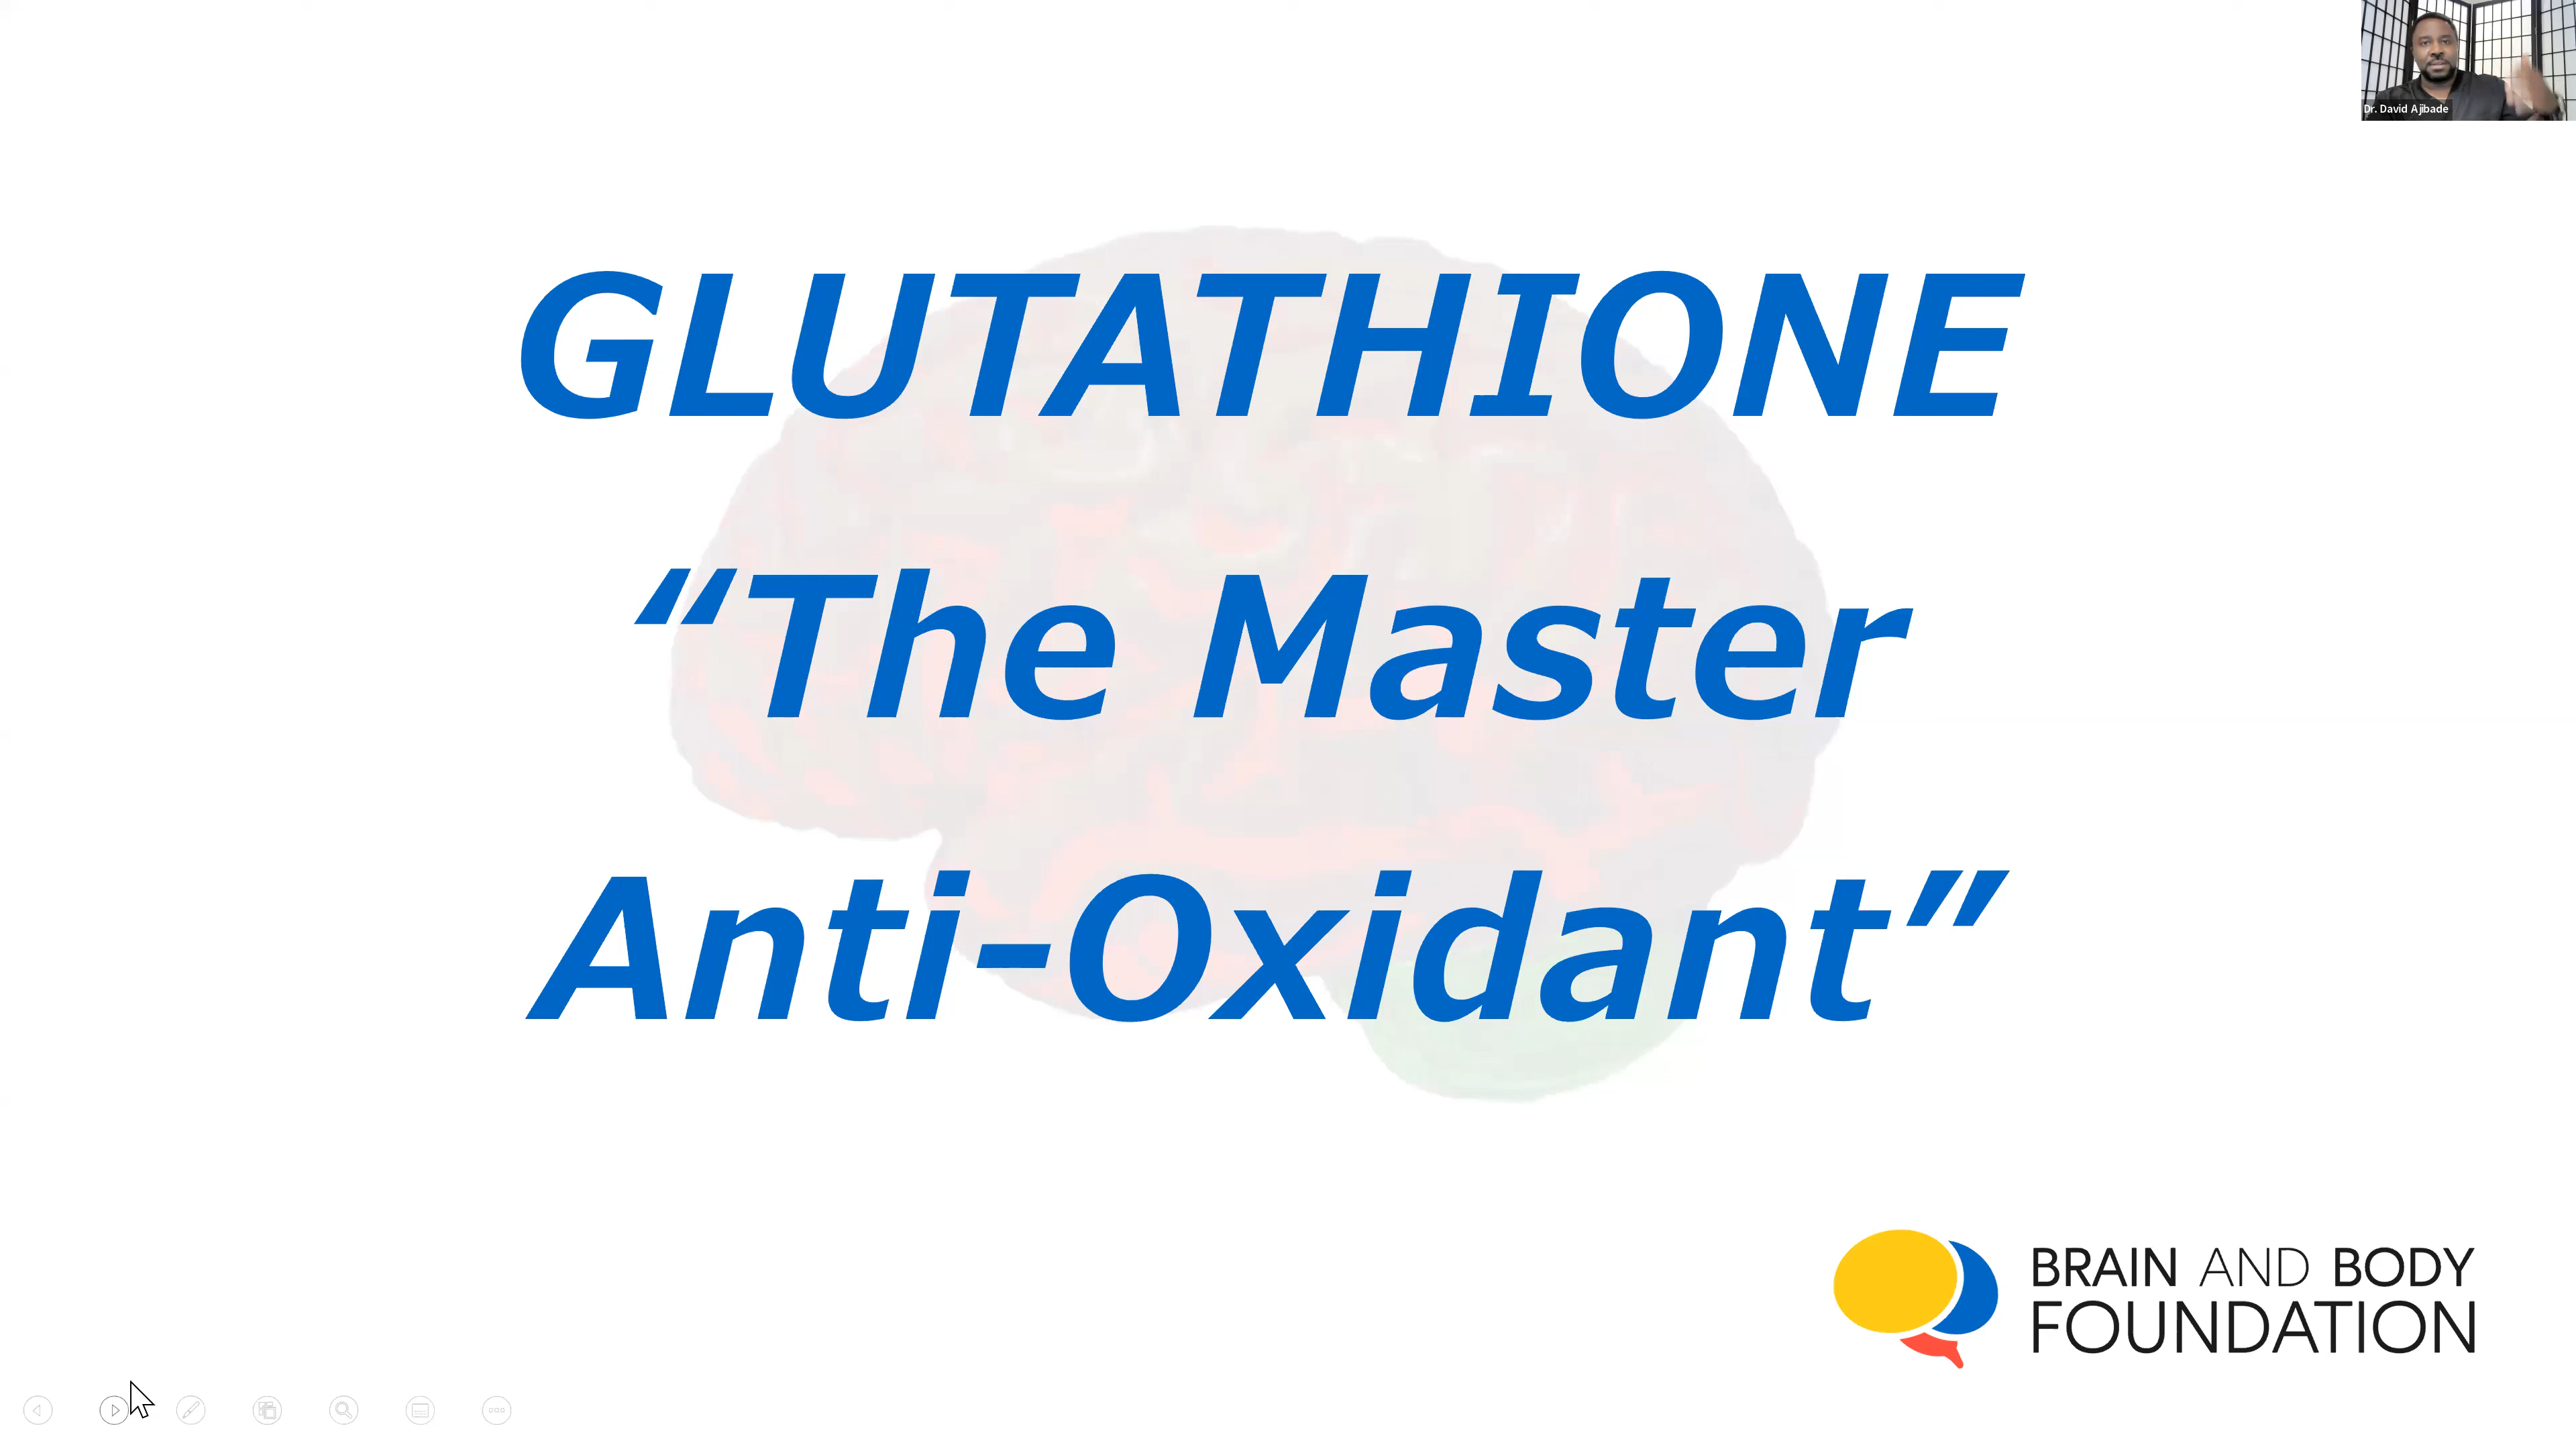 Dr. David Ajibade
GLUTATHIONE
“The Master
Anti-Oxidant”
BRAIN AND BODY
FOUNDATION